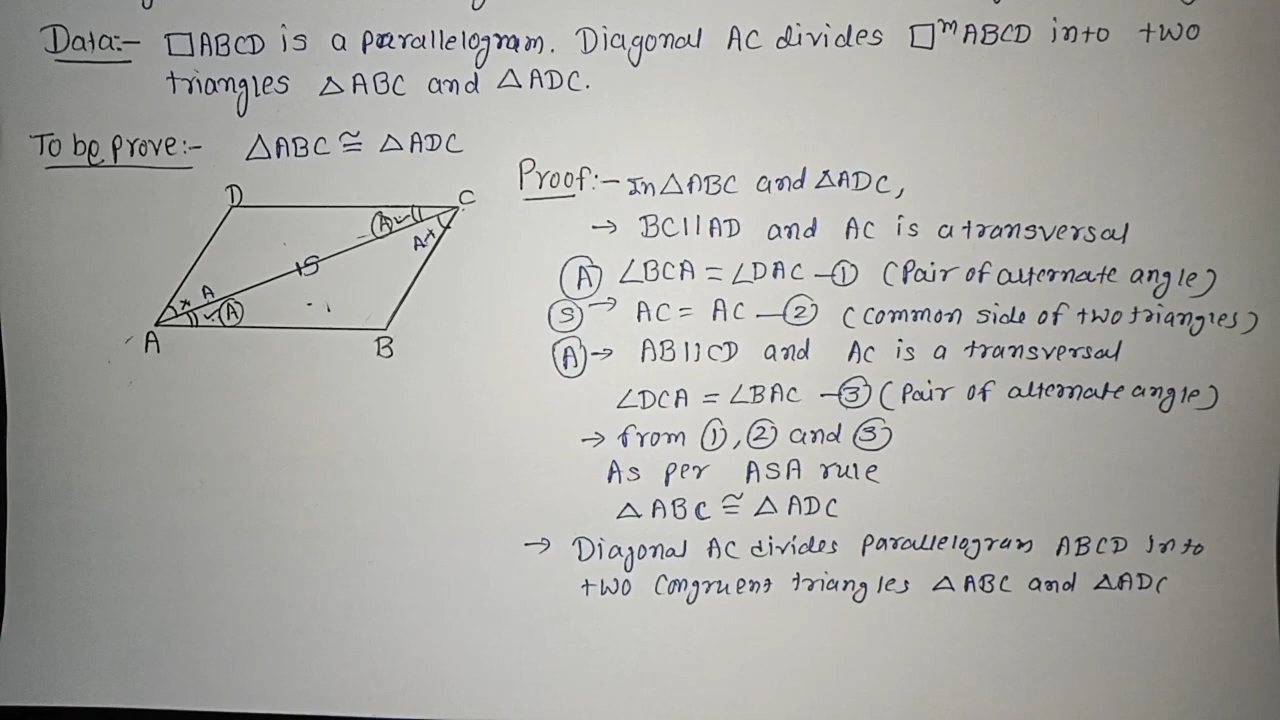 Data:- □ABCD is a parallelogram. Diagonal AC divides □ᵐABCD into two
triangles △ABC and △ADC.
To be prove:- △ABC ≅ △ADC
D
C
A
A×
S
× A
A
A
B
Proof:- In △ABC and △ADC,
→ BC||AD and AC is a transversal
Ⓐ ∠BCA = ∠DAC -① (Pair of alternate angle)
Ⓢ → AC = AC -② (common side of two triangles)
Ⓐ → AB||CD and AC is a transversal
∠DCA = ∠BAC -③ (Pair of alternate angle)
→ from ①, ② and ③
As per ASA rule
△ABC ≅ △ADC
→ Diagonal AC divides parallelogram ABCD into
two congruent triangles △ABC and △ADC